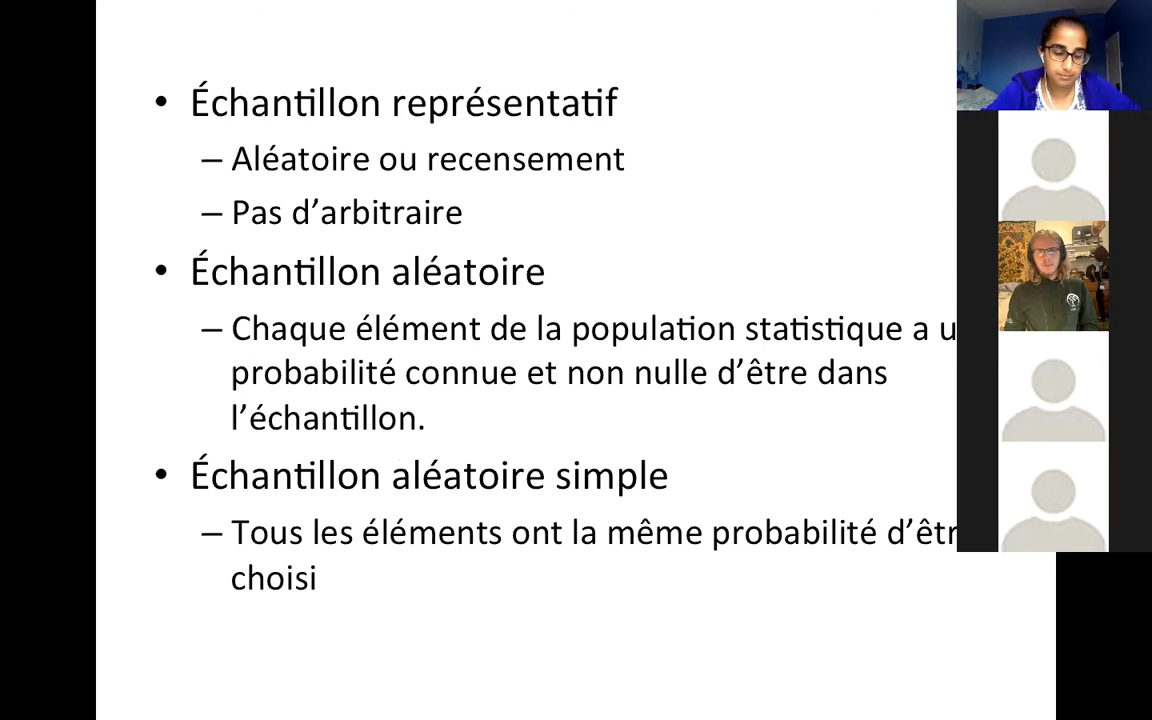 • Échantillon représentatif
– Aléatoire ou recensement
– Pas d’arbitraire
• Échantillon aléatoire
– Chaque élément de la population statistique a
probabilité connue et non nulle d’être dans
l’échantillon.
• Échantillon aléatoire simple
– Tous les éléments ont la même probabilité
choisi